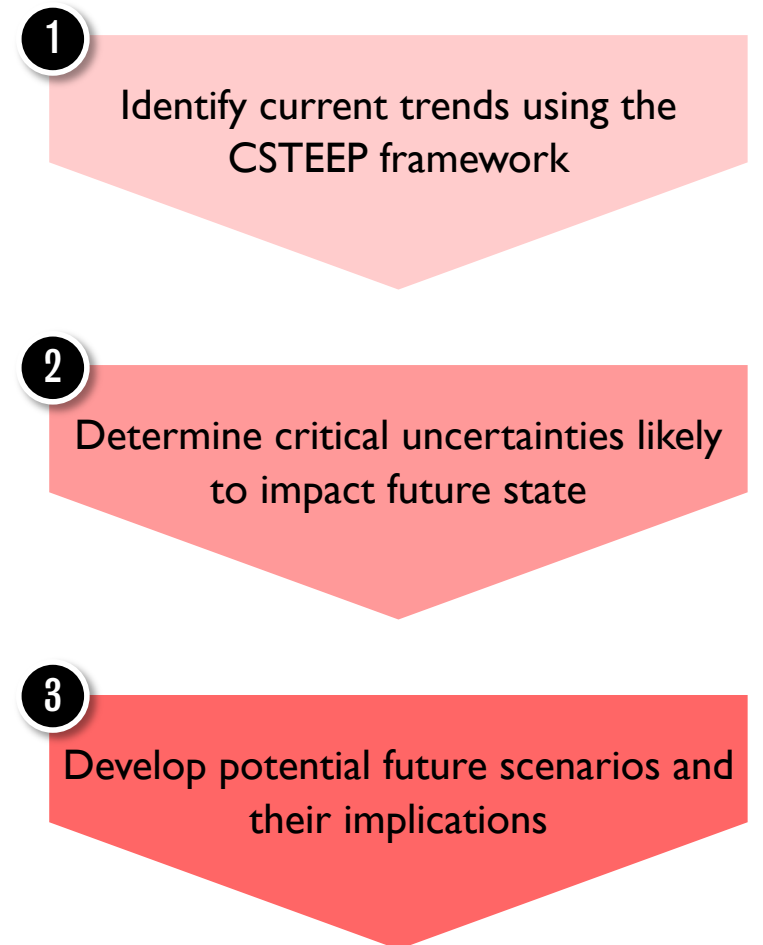 1
Identify current trends using the
CSTEEP framework
2
Determine critical uncertainties likely
to impact future state
3
Develop potential future scenarios and
their implications